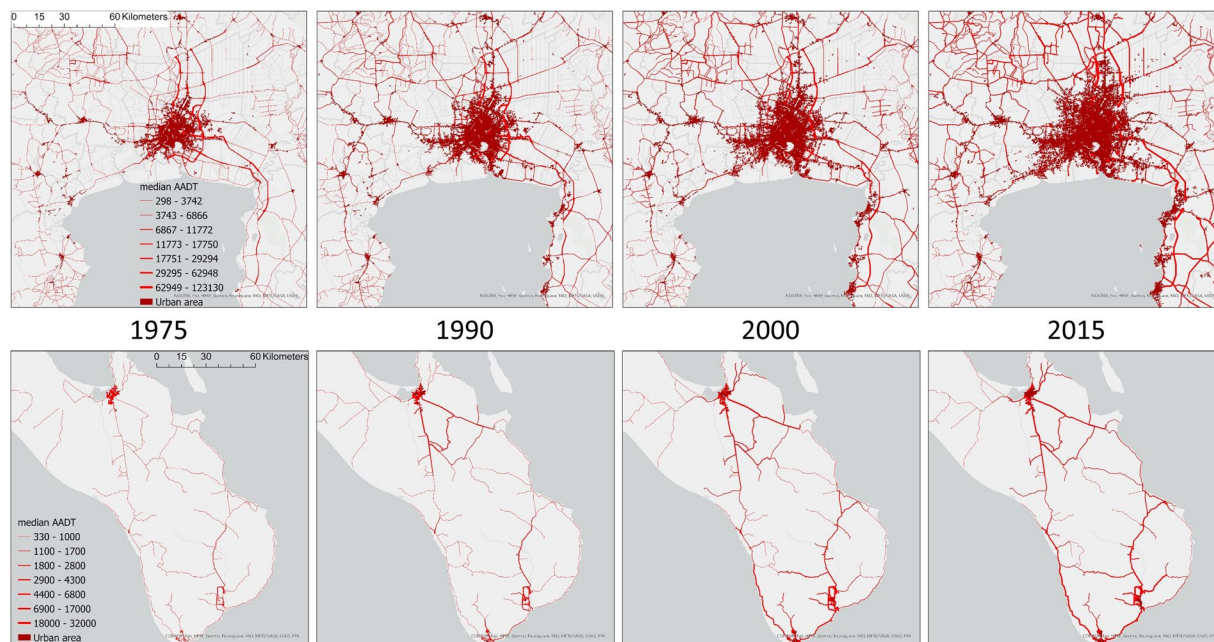 0 15 30 60 Kilometers
median AADT
298 - 3742
3743 - 6866
6867 - 11772
11773 - 17750
17751 - 29294
29295 - 62948
62949 - 123130
Urban area
1975
1990
2000
2015
0 15 30 60 Kilometers
median AADT
330 - 1000
1100 - 1700
1800 - 2800
2900 - 4300
4400 - 6800
6900 - 17000
18000 - 32000
Urban area